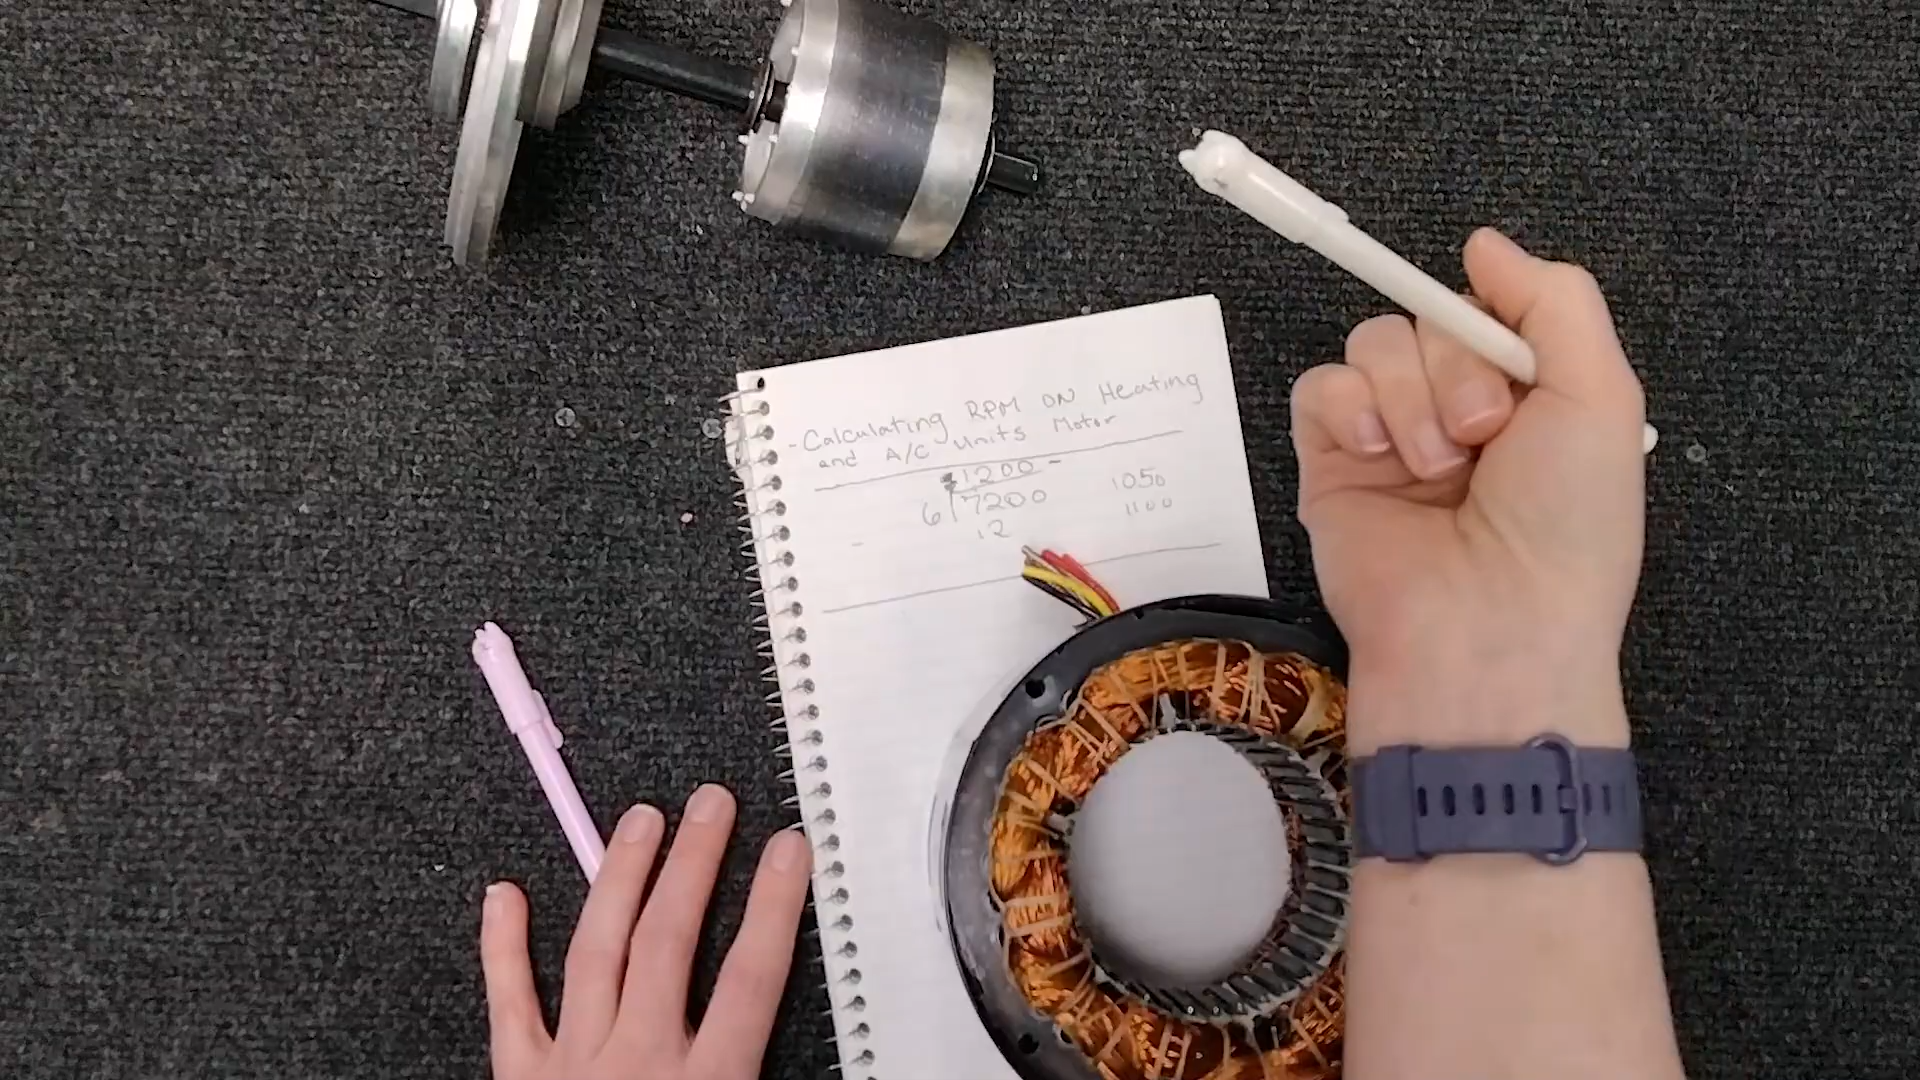 - Calculating RPM ON Heating
and A/C Units Motor
1200 -
6 7200 1050
12 1100
-